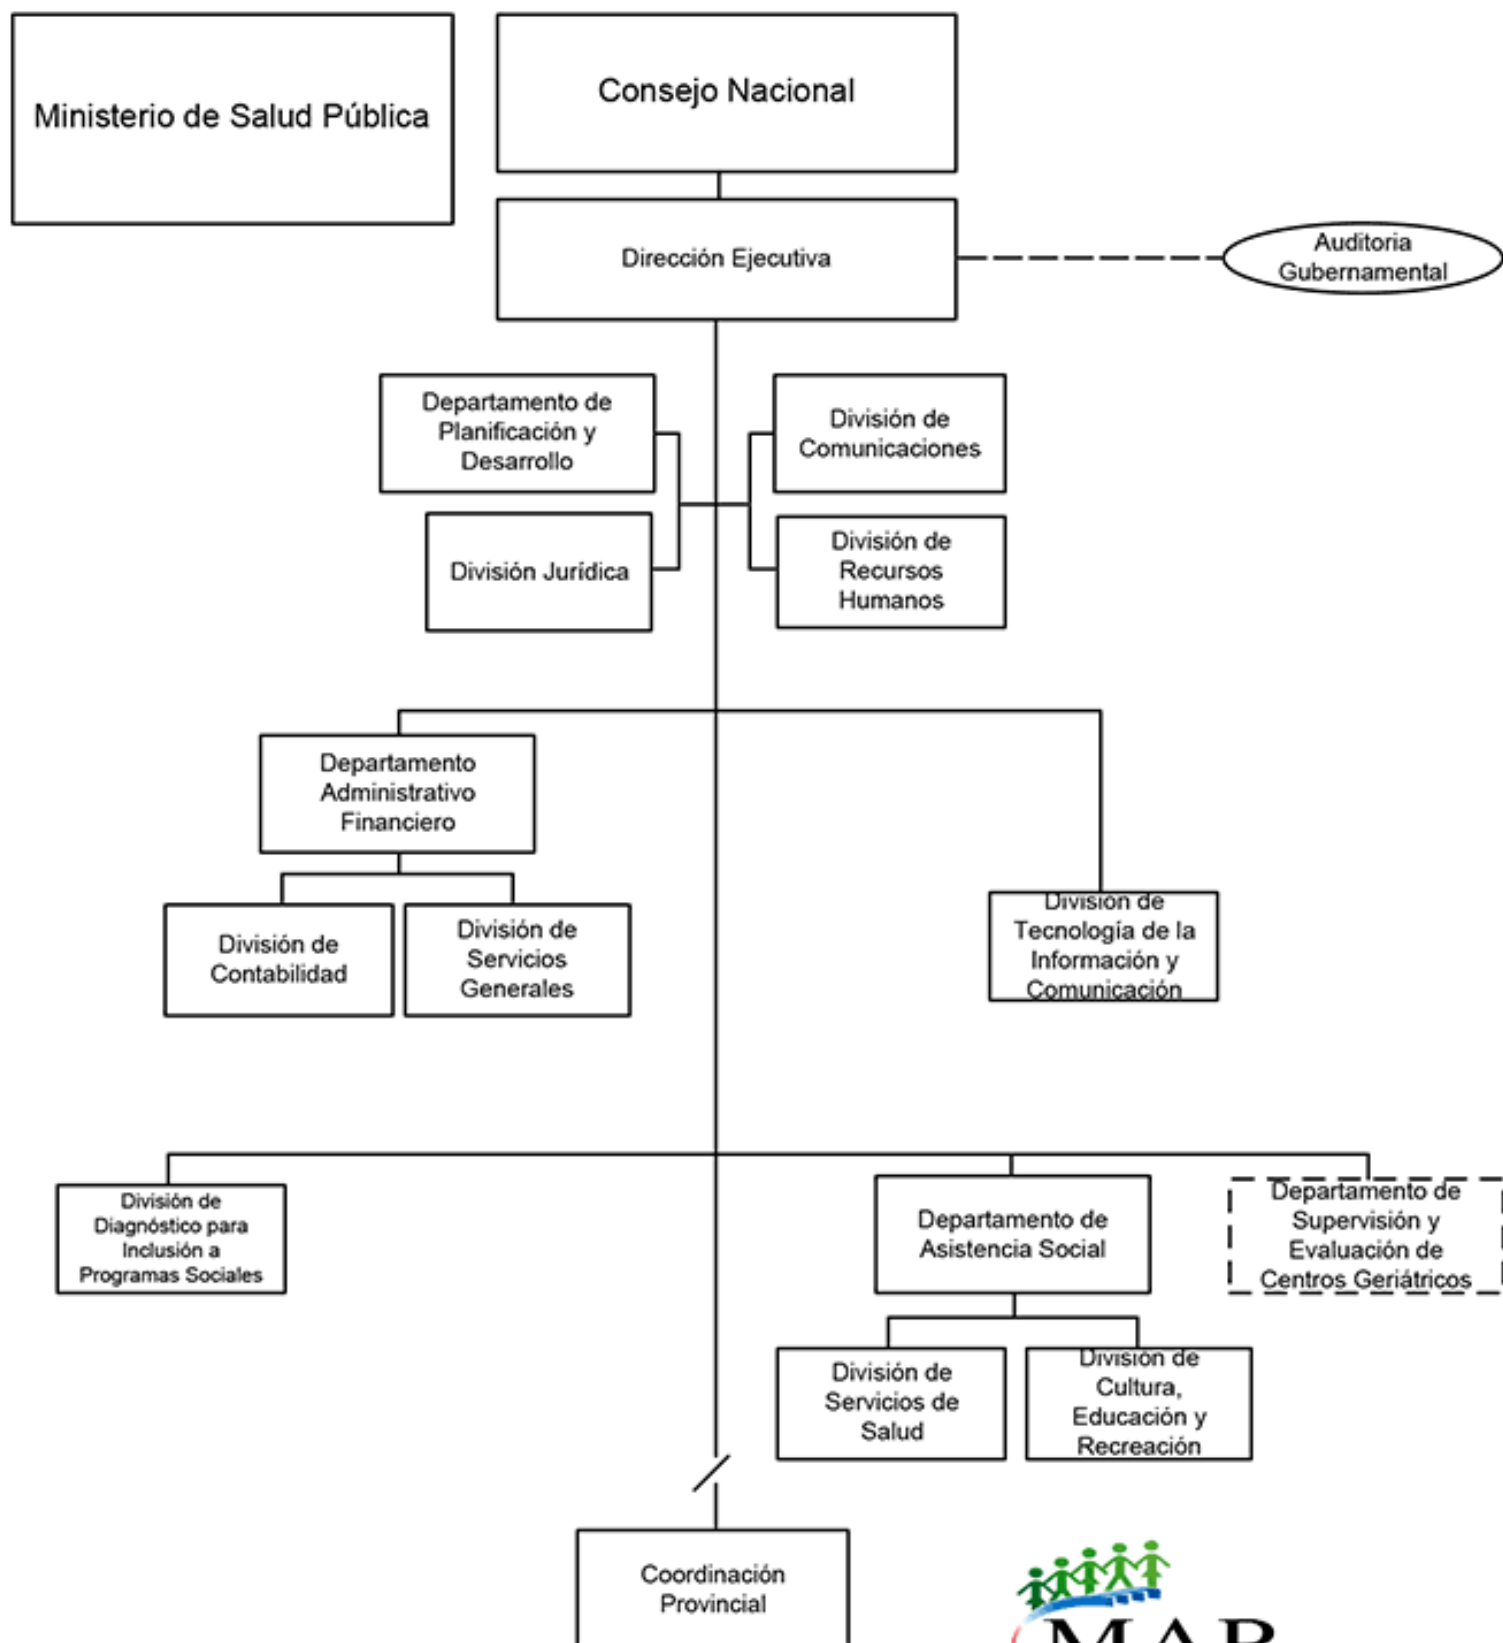 Ministerio de Salud Pública
Consejo Nacional
Dirección Ejecutiva
Auditoria
Gubernamental
Departamento de
Planificación y
Desarrollo
División de
Comunicaciones
División Jurídica
División de
Recursos
Humanos
Departamento
Administrativo
Financiero
División de
Contabilidad
División de
Servicios
Generales
División de
Tecnología de la
Información y
Comunicación
División de
Diagnóstico para
Inclusión a
Programas Sociales
Departamento de
Asistencia Social
Departamento de
Supervisión y
Evaluación de
Centros Geriátricos
División de
Servicios de
Salud
División de
Cultura,
Educación y
Recreación
Coordinación
Provincial
MAP